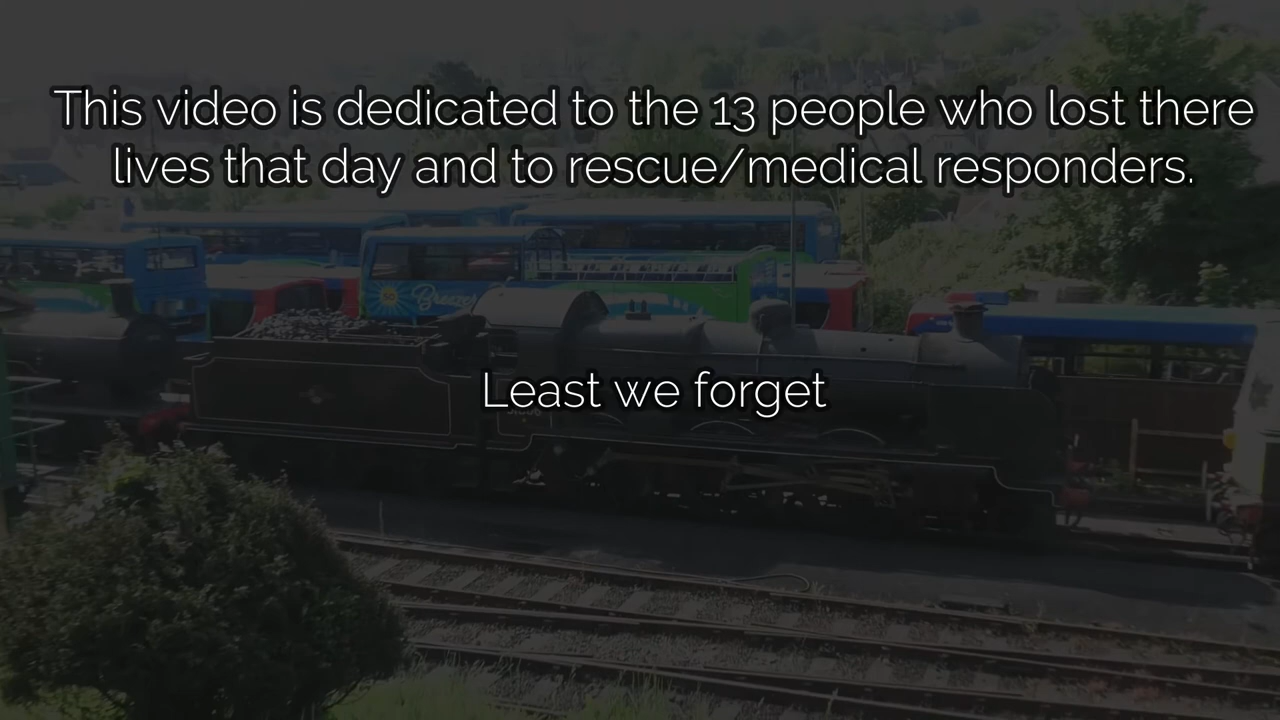 This video is dedicated to the 13 people who lost there
lives that day and to rescue/medical responders.
Breeze
Least we forget